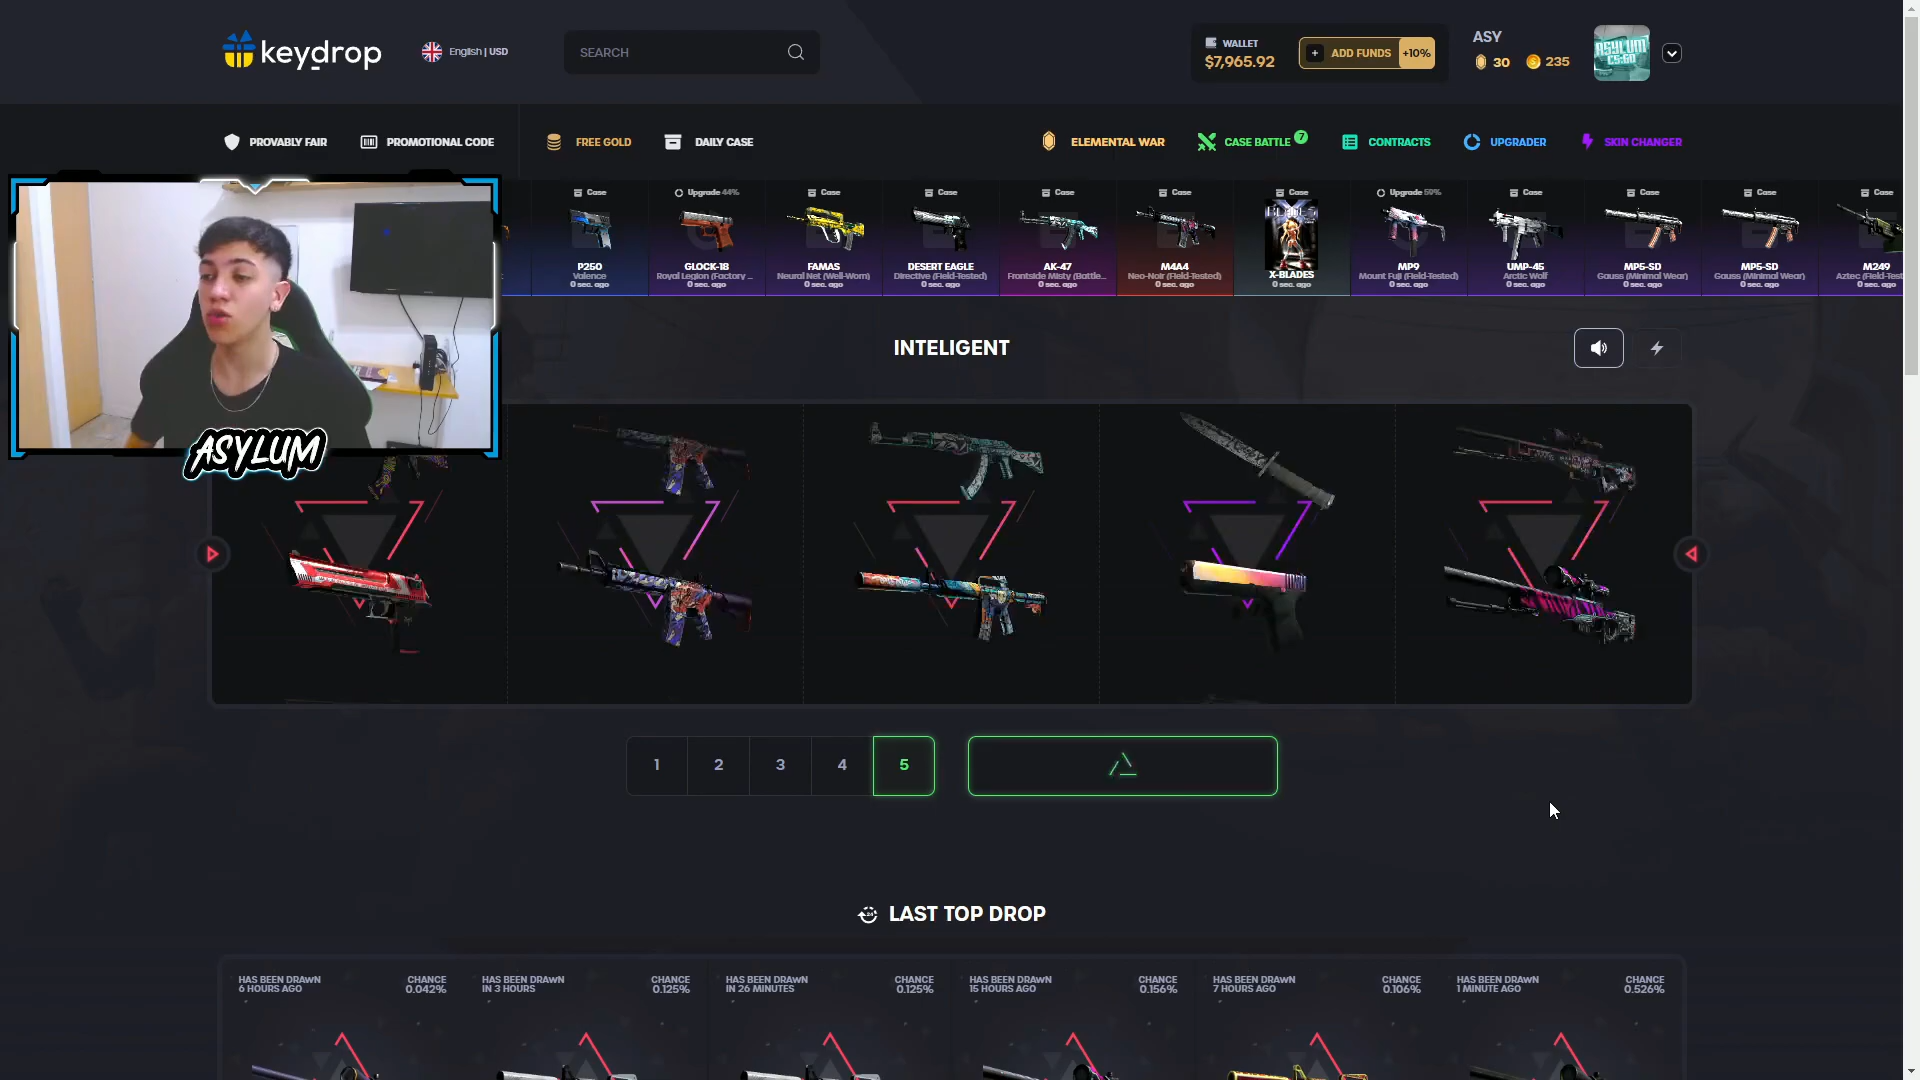 keydrop
English | USD
SEARCH
WALLET
$7,965.92
ADD FUNDS
+10%
ASY
30
235
ASYLUM
CS:GO
PROVABLY FAIR
PROMOTIONAL CODE
FREE GOLD
DAILY CASE
ELEMENTAL WAR
CASE BATTLE
7
CONTRACTS
UPGRADER
SKIN CHANGER
Case
P250
Valence
0 sec. ago
Upgrade 44%
GLOCK-18
Royal Legion (Factory ...
0 sec. ago
Case
FAMAS
Neural Net (Well-Worn)
0 sec. ago
Case
DESERT EAGLE
Directive (Field-Tested)
0 sec. ago
Case
AK-47
Frontside Misty (Battle...
0 sec. ago
Case
M4A4
Neo-Noir (Field-Tested)
0 sec. ago
Case
X-BLADES
0 sec. ago
Upgrade 59%
MP9
Mount Fuji (Field-Tested)
0 sec. ago
Case
UMP-45
Arctic Wolf
0 sec. ago
Case
MP5-SD
Gauss (Minimal Wear)
0 sec. ago
Case
MP5-SD
Gauss (Minimal Wear)
0 sec. ago
Case
M249
Aztec (Field-Test
0 sec. ago
INTELIGENT
ASYLUM
1
2
3
4
5
LAST TOP DROP
HAS BEEN DRAWN
6 HOURS AGO
CHANCE
0.042%
HAS BEEN DRAWN
IN 3 HOURS
CHANCE
0.125%
HAS BEEN DRAWN
IN 26 MINUTES
CHANCE
0.125%
HAS BEEN DRAWN
15 HOURS AGO
CHANCE
0.156%
HAS BEEN DRAWN
7 HOURS AGO
CHANCE
0.106%
HAS BEEN DRAWN
1 MINUTE AGO
CHANCE
0.526%